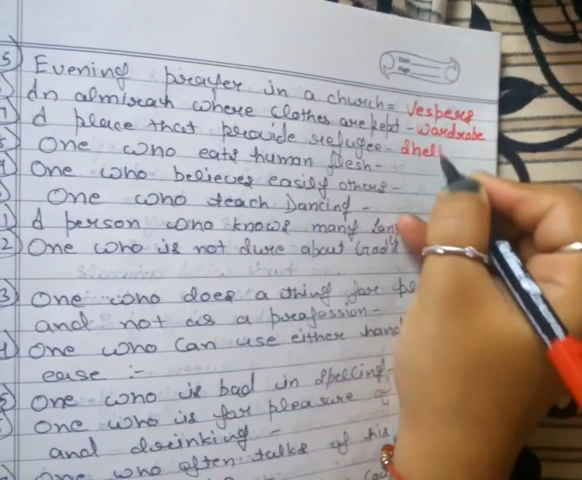 5) Evening prayer in a church = Vespers
An almirah where clothes are kept - wardrobe
A place that provide refugee - Shel
One who eats human flesh -
One who believes easily others -
One who teach Dancing -
A person who knows many
2) One who is not sure about God's
3) One who does a thing for
and not as a profession -
One who can use either hand
ease :-
One who is bad in spelling -
One who is for pleasure
and drinking -
One who often talks of his